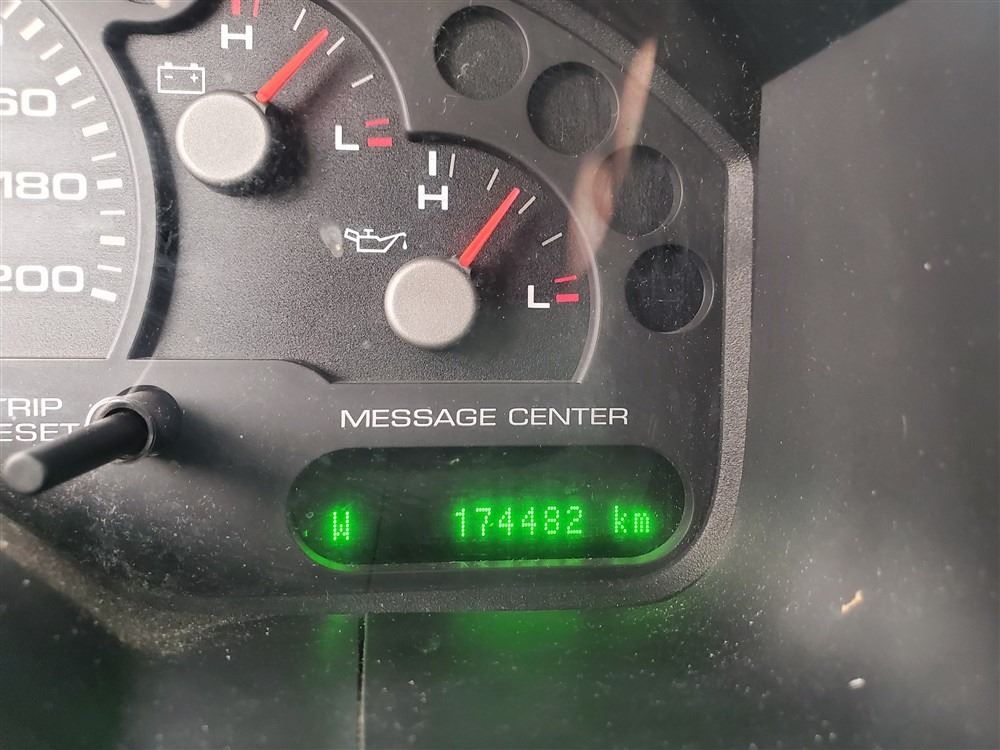 H
- +
60
L
180
H
200
L
TRIP
ESET
MESSAGE CENTER
W 174482 km